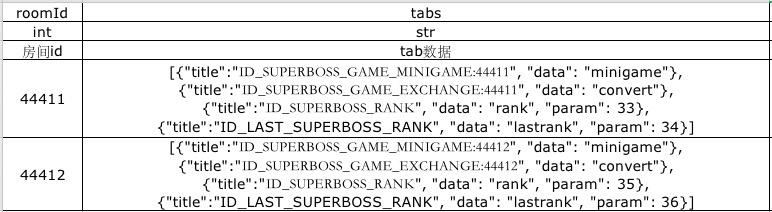 roomId tabs
int str
房间id tab数据
44411 [{"title":"ID_SUPERBOSS_GAME_MINIGAME:44411", "data": "minigame"},
{"title":"ID_SUPERBOSS_GAME_EXCHANGE:44411", "data": "convert"},
{"title":"ID_SUPERBOSS_RANK", "data": "rank", "param": 33},
{"title":"ID_LAST_SUPERBOSS_RANK", "data": "lastrank", "param": 34}]
44412 [{"title":"ID_SUPERBOSS_GAME_MINIGAME:44412", "data": "minigame"},
{"title":"ID_SUPERBOSS_GAME_EXCHANGE:44412", "data": "convert"},
{"title":"ID_SUPERBOSS_RANK", "data": "rank", "param": 35},
{"title":"ID_LAST_SUPERBOSS_RANK", "data": "lastrank", "param": 36}]